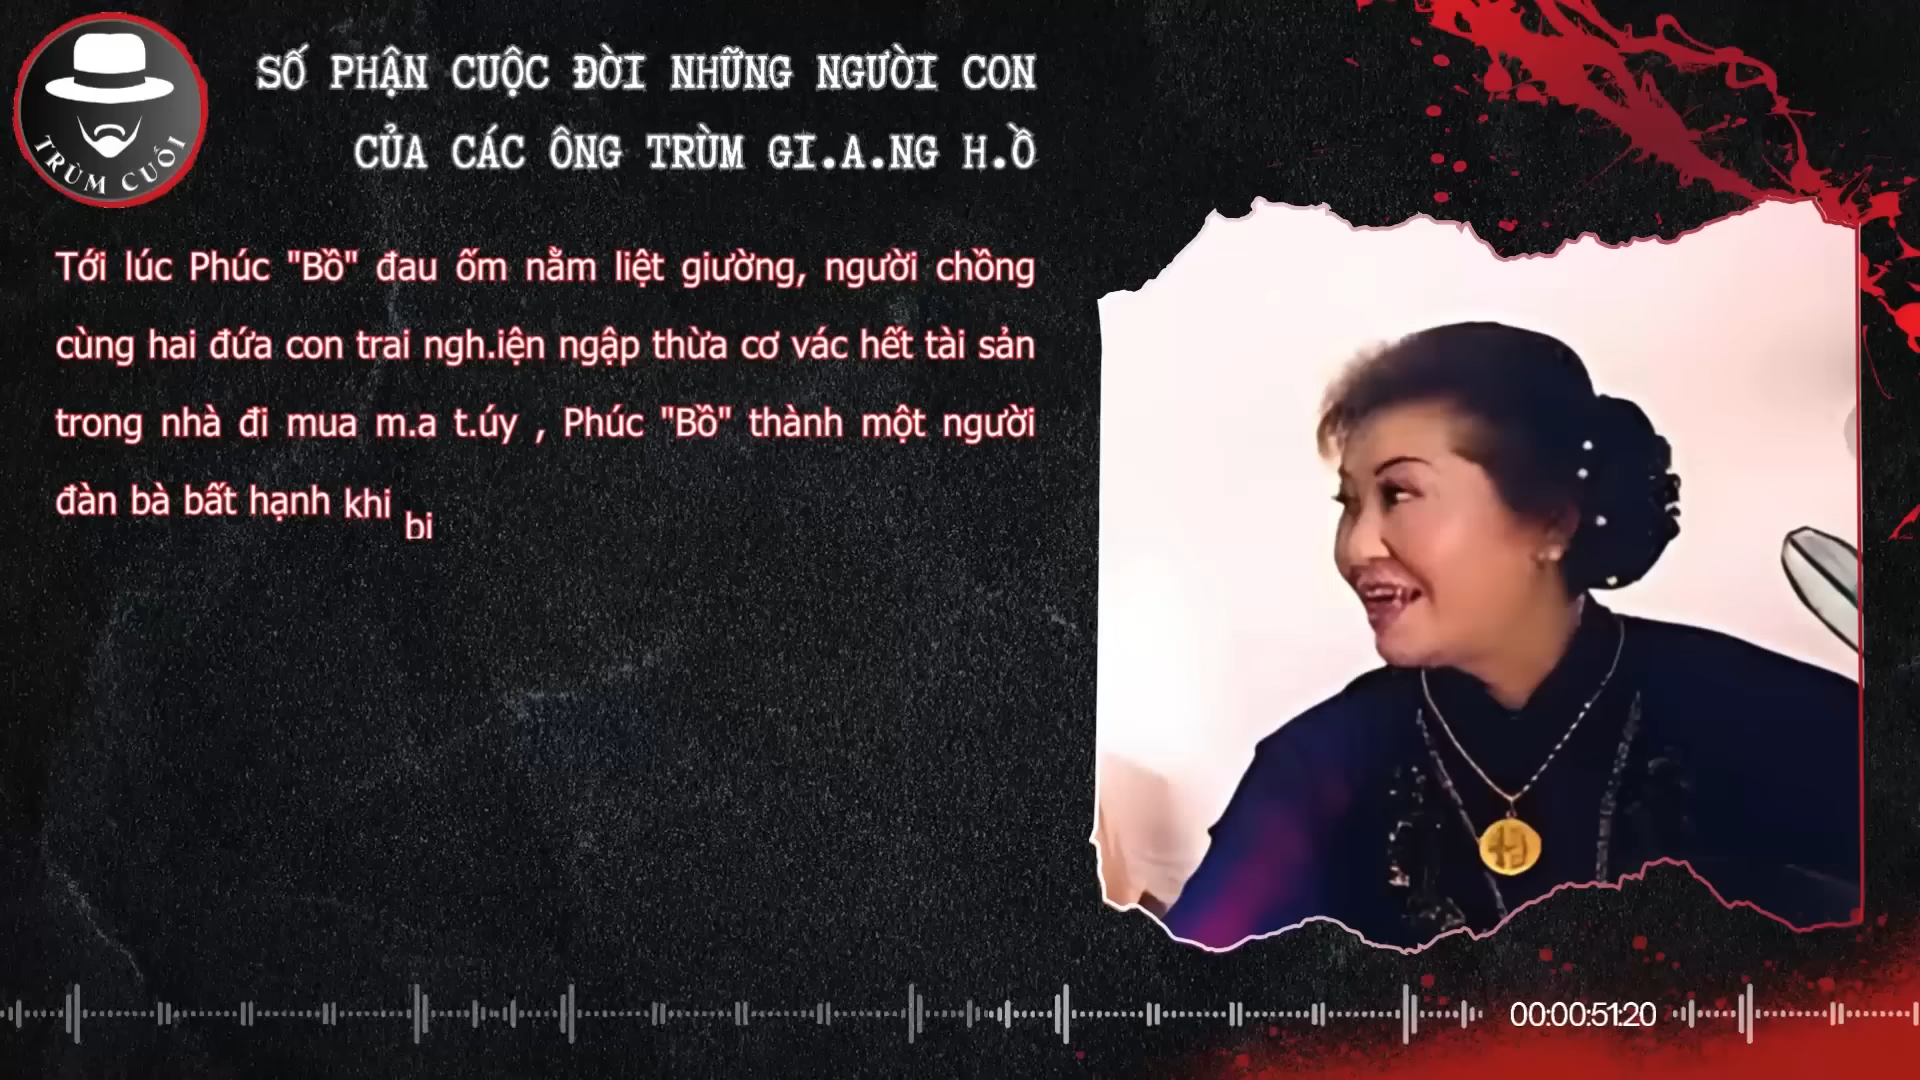 TRÙM CUỐI
SỐ PHẬN CUỘC ĐỜI NHỮNG NGƯỜI CON
CỦA CÁC ÔNG TRÙM GI.A.NG H.Ồ
Tới lúc Phúc "Bồ" đau ốm nằm liệt giường, người chồng
cùng hai đứa con trai ngh.iện ngập thừa cơ vác hết tài sản
trong nhà đi mua m.a t.úy , Phúc "Bồ" thành một người
đàn bà bất hạnh khi bi
00:00:51:20